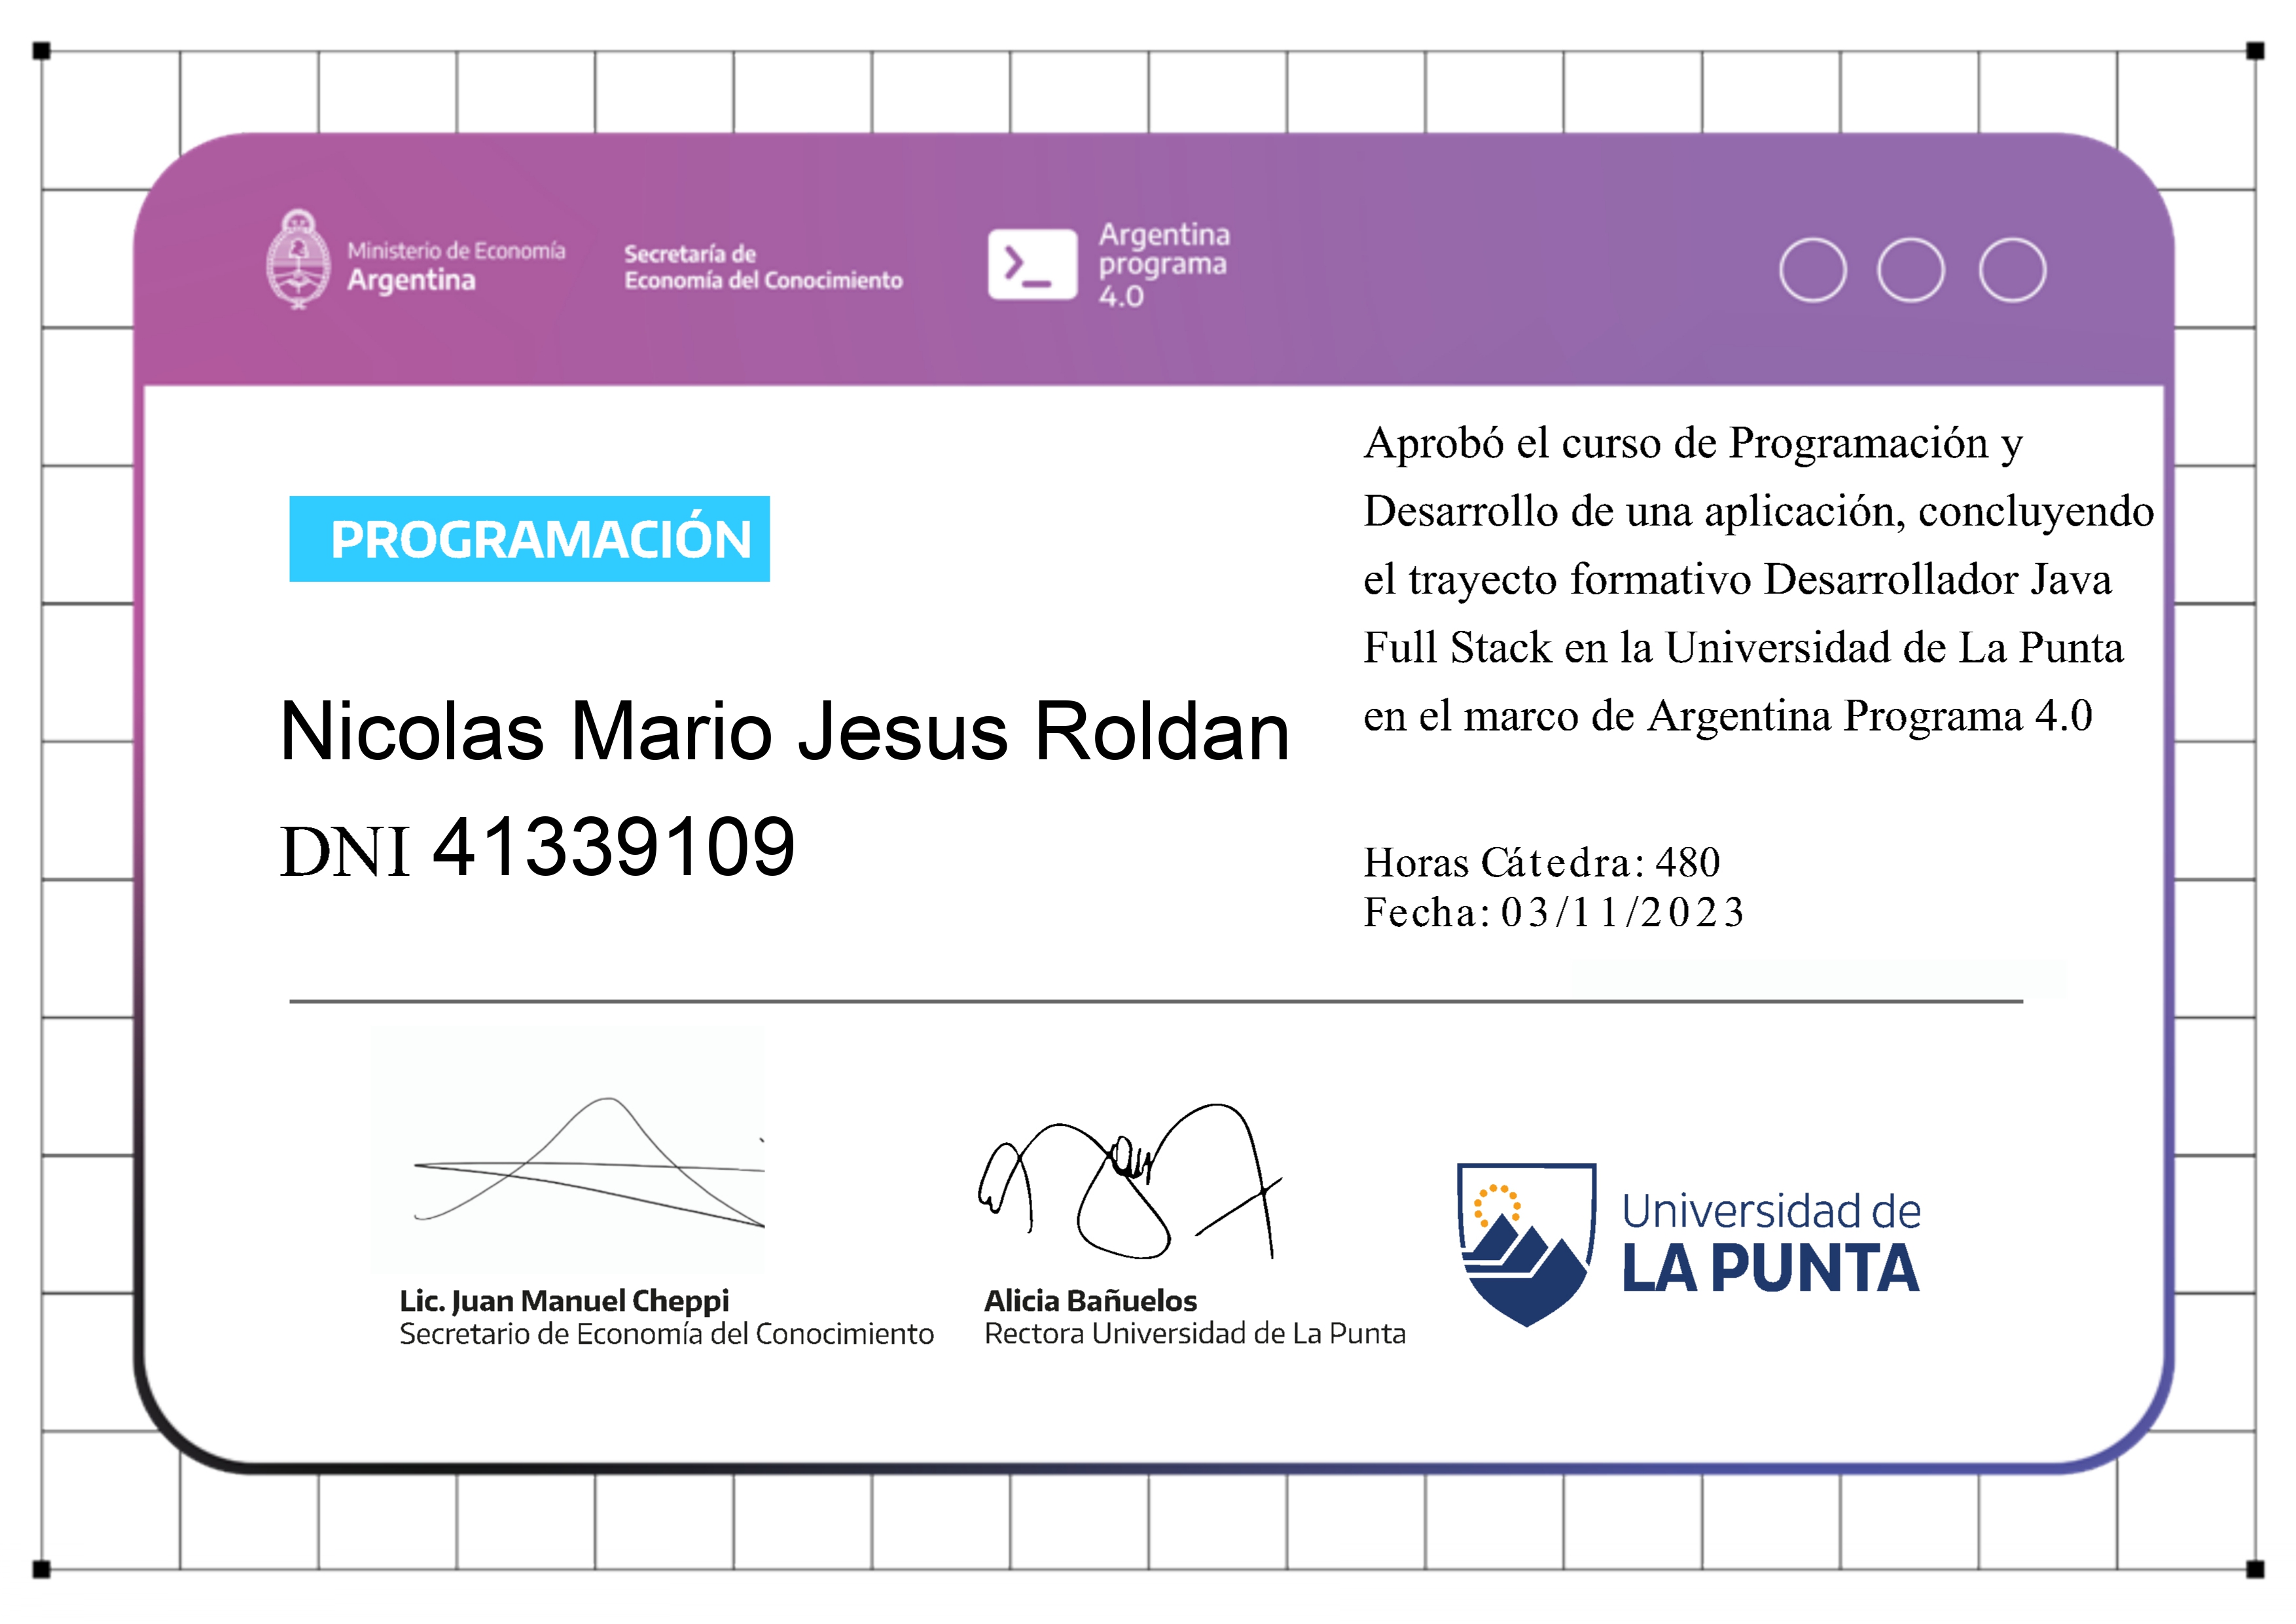 Ministerio de Economía
Argentina
Secretaría de
Economía del Conocimiento
Argentina
programa
4.0
PROGRAMACIÓN
Nicolas Mario Jesus Roldan
DNI 41339109
Aprobó el curso de Programación y
Desarrollo de una aplicación, concluyendo
el trayecto formativo Desarrollador Java
Full Stack en la Universidad de La Punta
en el marco de Argentina Programa 4.0
Horas Cátedra: 480
Fecha: 03/11/2023
Lic. Juan Manuel Cheppi
Secretario de Economía del Conocimiento
Alicia Bañuelos
Rectora Universidad de La Punta
Universidad de
LA PUNTA